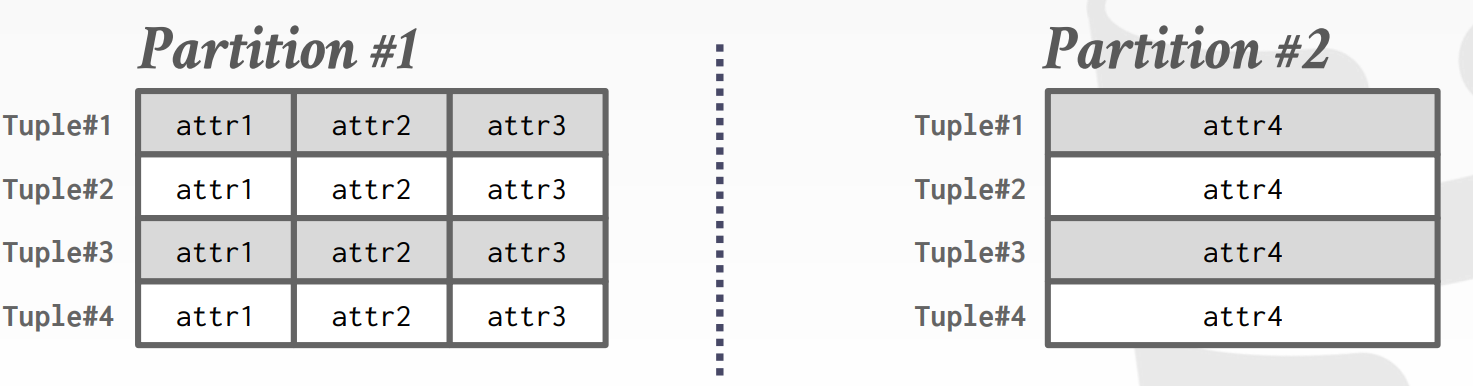 Partition #1
Tuple#1 attr1 attr2 attr3
Tuple#2 attr1 attr2 attr3
Tuple#3 attr1 attr2 attr3
Tuple#4 attr1 attr2 attr3
Partition #2
Tuple#1 attr4
Tuple#2 attr4
Tuple#3 attr4
Tuple#4 attr4